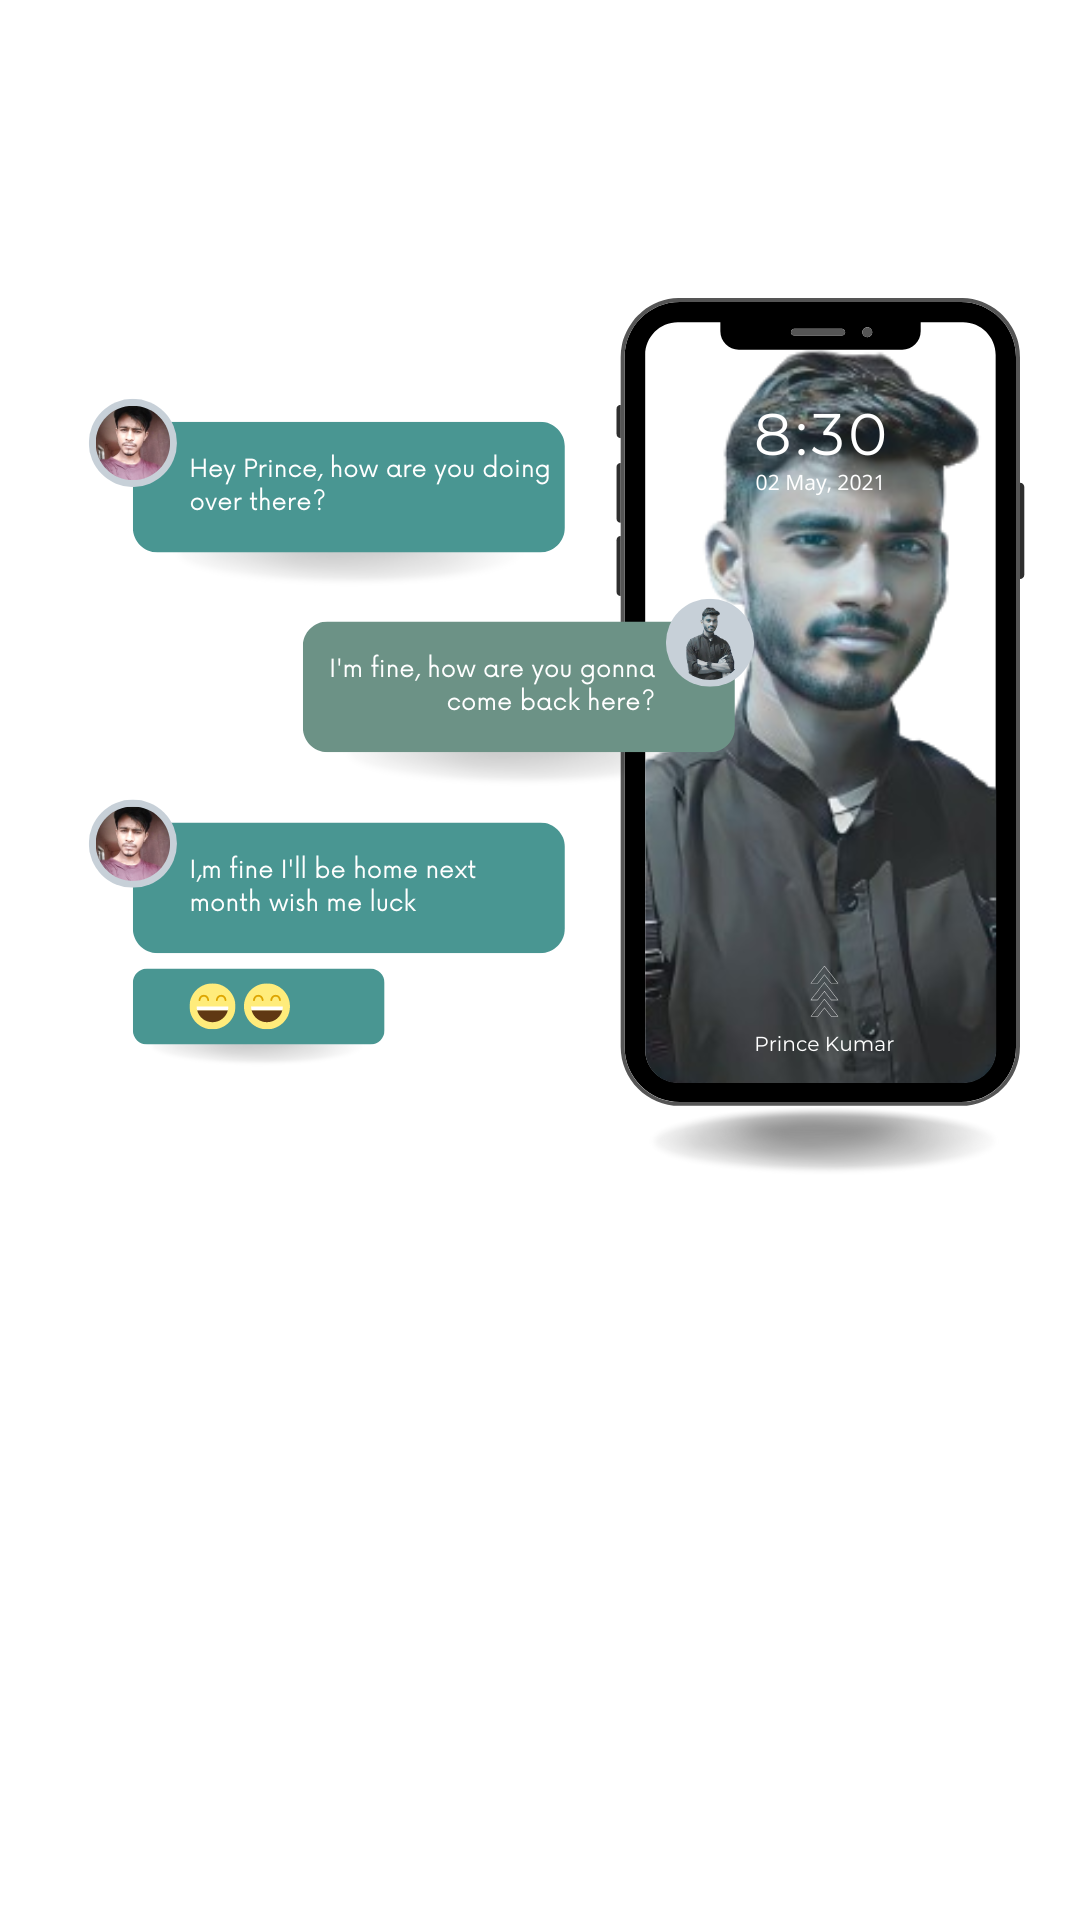 8:30
02 May, 2021
Hey Prince, how are you doing
over there?
I'm fine, how are you gonna
come back here?
I,m fine I'll be home next
month wish me luck
😄😄
Prince Kumar